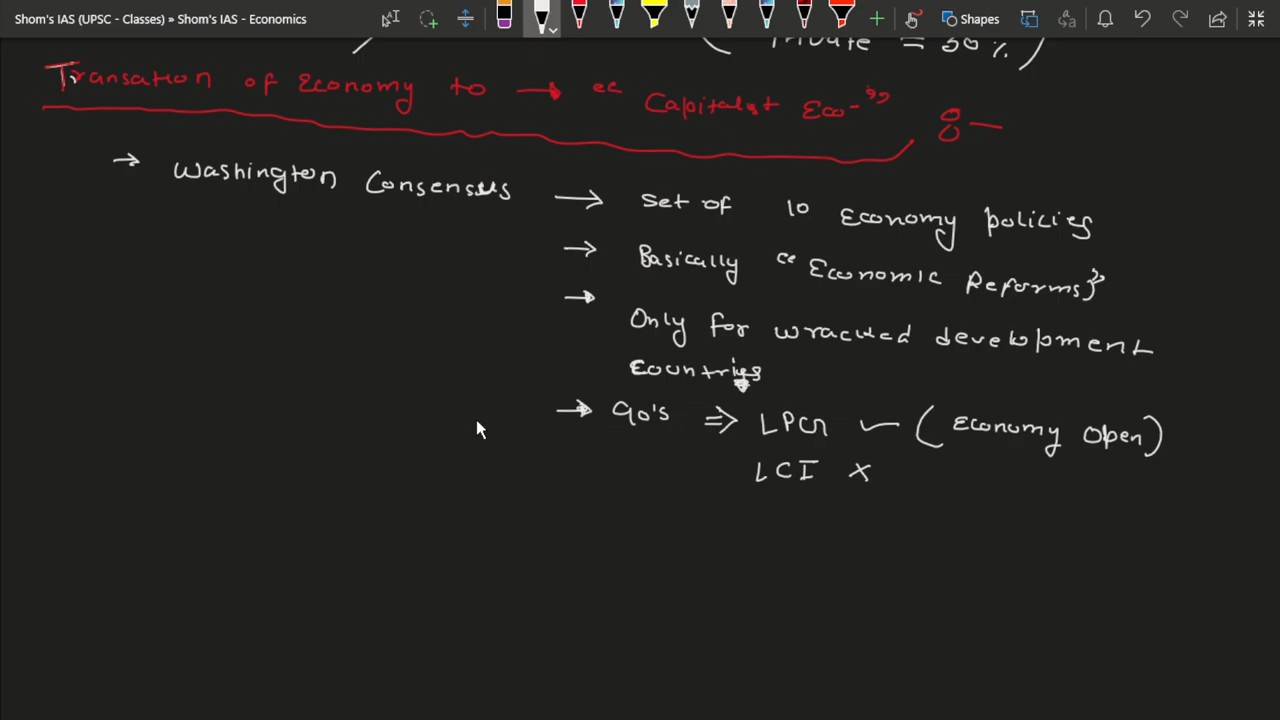 Shom's IAS (UPSC - Classes) » Shom's IAS - Economics
Shapes
( Private = 30% )
Transation of Economy to → " Capitalist Eco-" :-
→ Washington Consensus → Set of 10 Economy policies
→ Basically "Economic Reforms"
→ Only for wracked development
countries
→ 90's ⇒ LPG ✓ (Economy Open)
LCI X